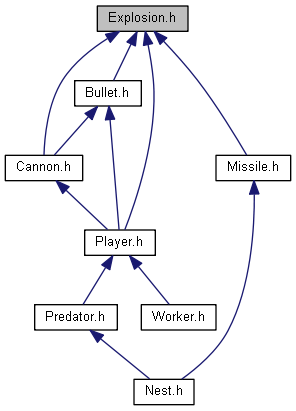 Explosion.h
Bullet.h
Cannon.h
Missile.h
Player.h
Predator.h
Worker.h
Nest.h